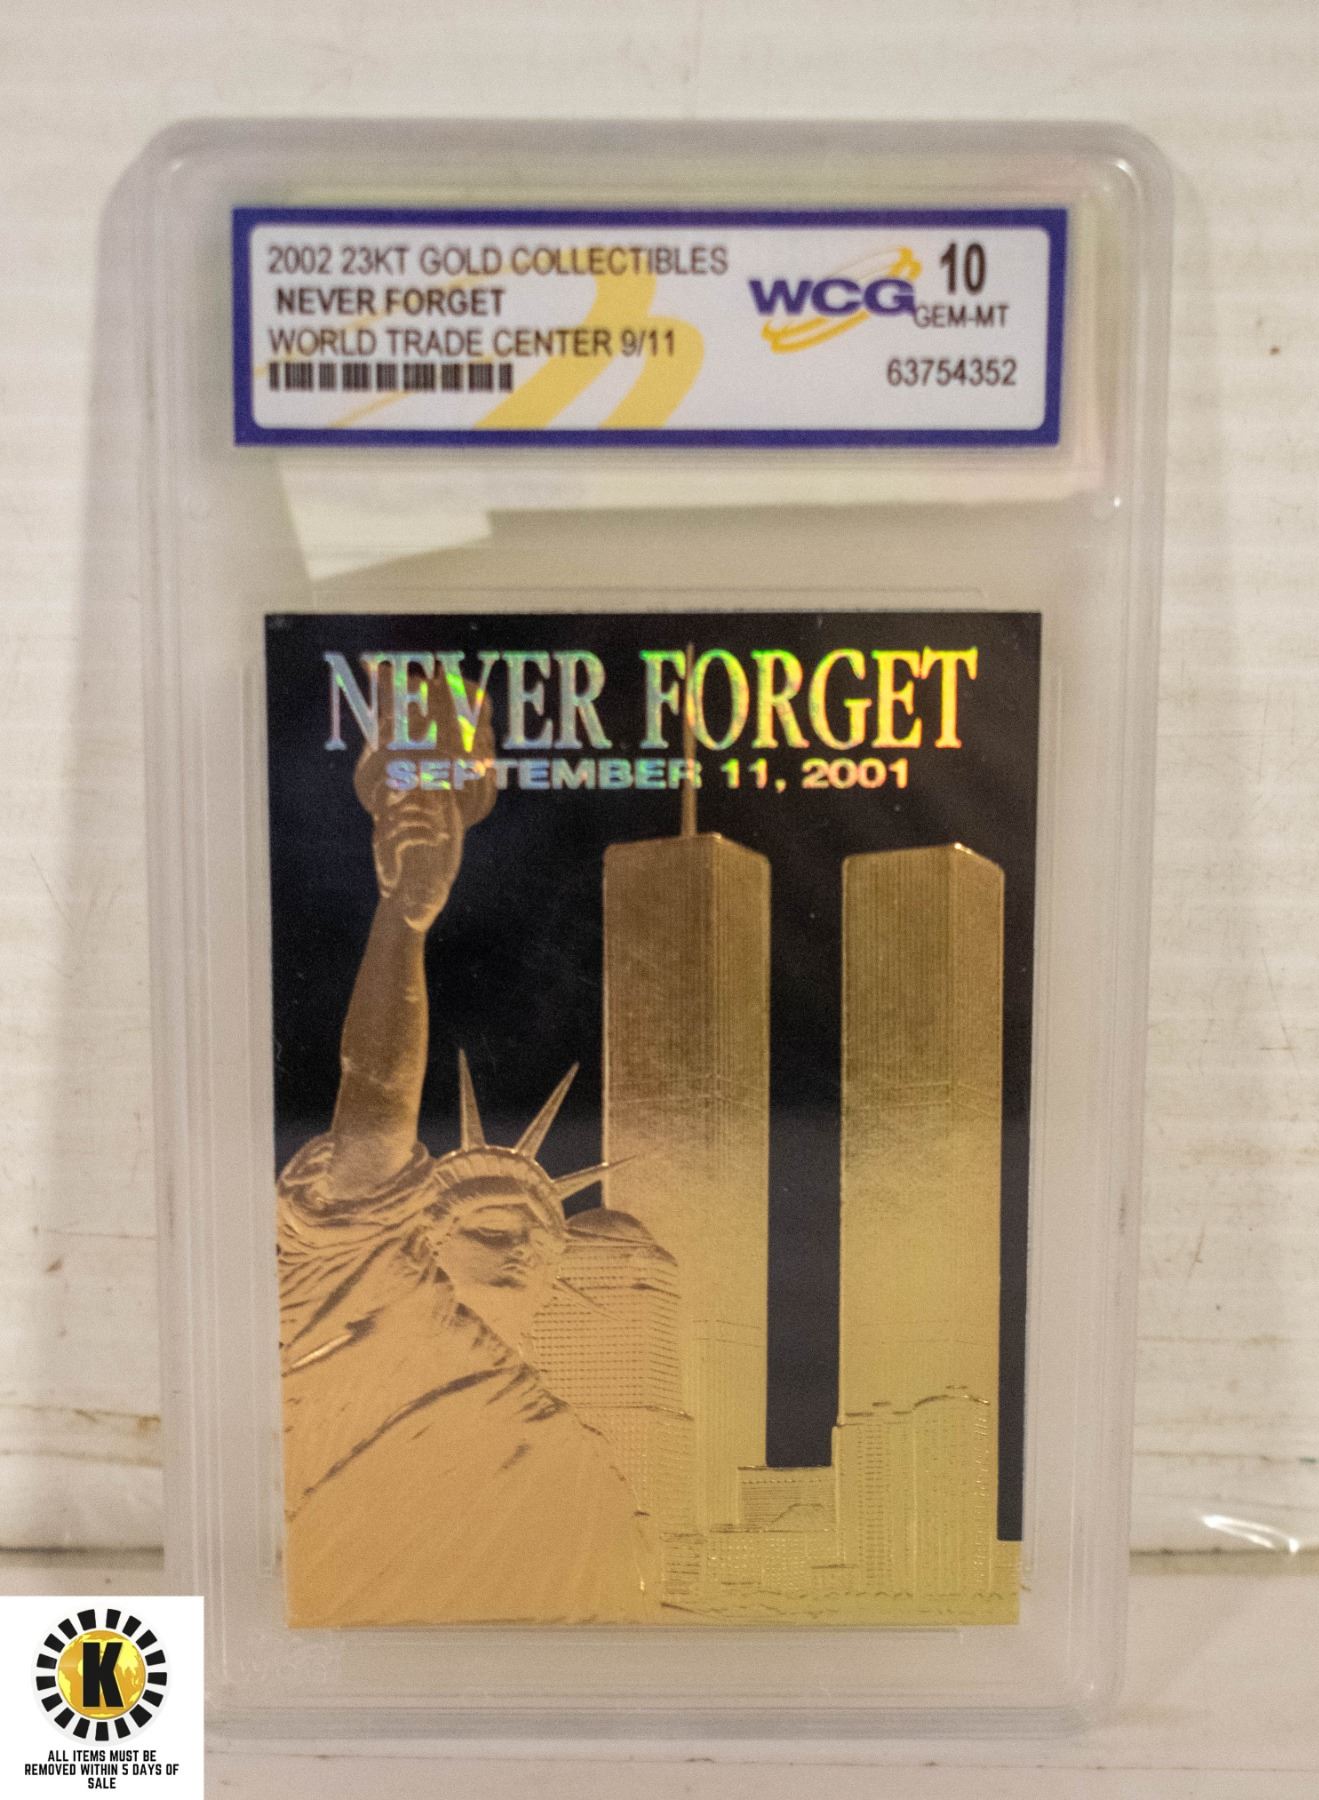 2002 23KT GOLD COLLECTIBLES
NEVER FORGET
WORLD TRADE CENTER 9/11
WCG 10
GEM-MT
63754352
NEVER FORGET
SEPTEMBER 11, 2001
K
ALL ITEMS MUST BE
REMOVED WITHIN 5 DAYS OF
SALE